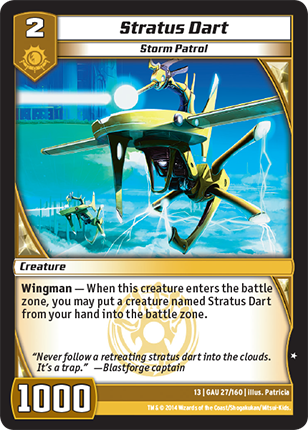 2
Stratus Dart
Storm Patrol
Creature
Wingman — When this creature enters the battle
zone, you may put a creature named Stratus Dart
from your hand into the battle zone.
“Never follow a retreating stratus dart into the clouds.
It’s a trap.” —Blastforge captain
1000
13 | GAU 27/160 | Illus. Patricia
TM & © 2014 Wizards of the Coast/Shogakukan/Mitsui-Kids.